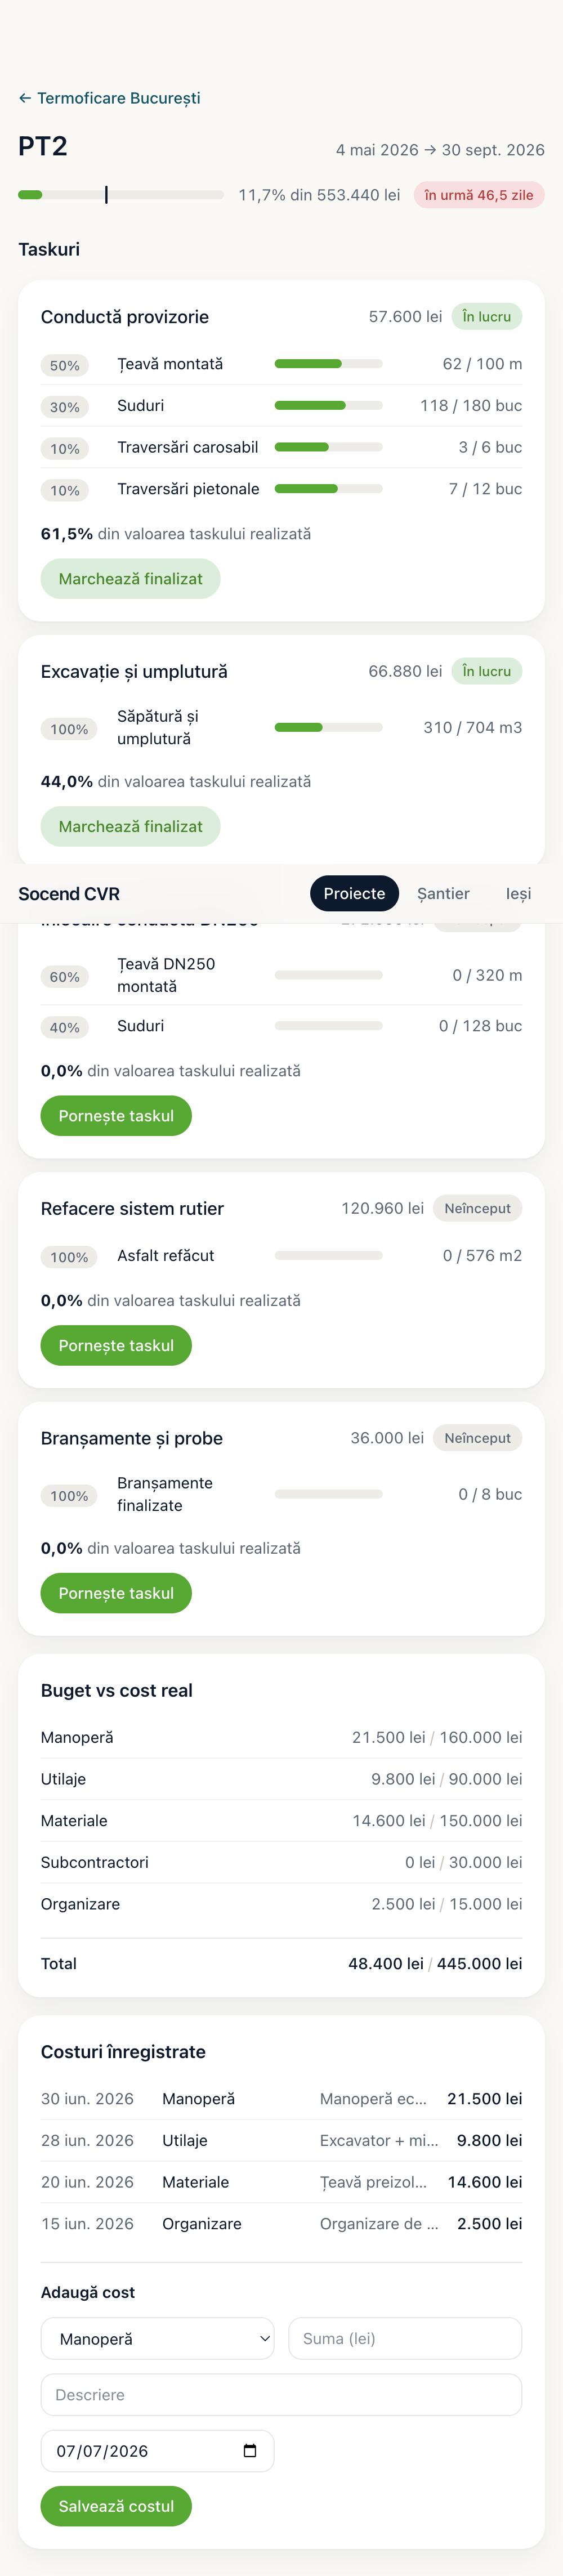 ← Termoficare București
PT2
4 mai 2026 → 30 sept. 2026
11,7% din 553.440 lei
în urmă 46,5 zile
Taskuri
Conductă provizorie
57.600 lei
În lucru
50%
Țeavă montată
62 / 100 m
30%
Suduri
118 / 180 buc
10%
Traversări carosabil
3 / 6 buc
10%
Traversări pietonale
7 / 12 buc
61,5% din valoarea taskului realizată
Marchează finalizat
Excavație și umplutură
66.880 lei
În lucru
100%
Săpătură și
umplutură
310 / 704 m3
44,0% din valoarea taskului realizată
Marchează finalizat
Socend CVR
Proiecte
Șantier
Ieși
60%
Țeavă DN250
montată
0 / 320 m
40%
Suduri
0 / 128 buc
0,0% din valoarea taskului realizată
Pornește taskul
Refacere sistem rutier
120.960 lei
Neînceput
100%
Asfalt refăcut
0 / 576 m2
0,0% din valoarea taskului realizată
Pornește taskul
Branșamente și probe
36.000 lei
Neînceput
100%
Branșamente
finalizate
0 / 8 buc
0,0% din valoarea taskului realizată
Pornește taskul
Buget vs cost real
Manoperă
21.500 lei / 160.000 lei
Utilaje
9.800 lei / 90.000 lei
Materiale
14.600 lei / 150.000 lei
Subcontractori
0 lei / 30.000 lei
Organizare
2.500 lei / 15.000 lei
Total
48.400 lei / 445.000 lei
Costuri înregistrate
30 iun. 2026
Manoperă
Manoperă ec...
21.500 lei
28 iun. 2026
Utilaje
Excavator + mi...
9.800 lei
20 iun. 2026
Materiale
Țeavă preizol...
14.600 lei
15 iun. 2026
Organizare
Organizare de ...
2.500 lei
Adaugă cost
Manoperă
Suma (lei)
Descriere
07/07/2026
Salvează costul